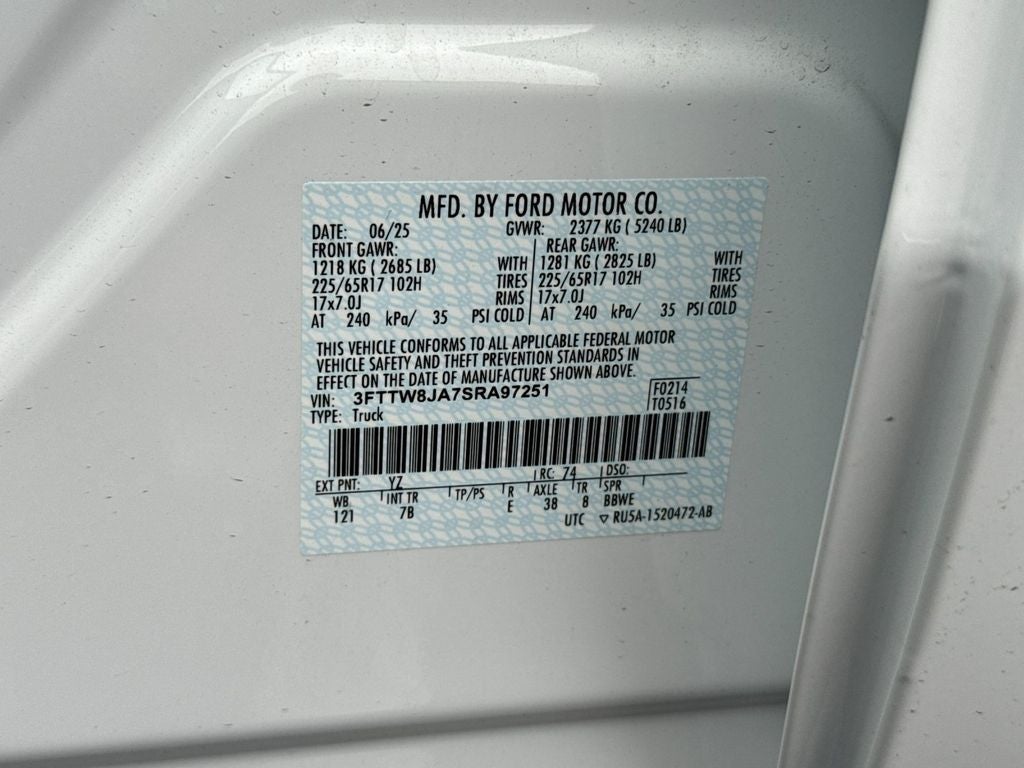 MFD. BY FORD MOTOR CO.
DATE: 06/25 GVWR: 2377 KG ( 5240 LB)
FRONT GAWR: REAR GAWR:
1218 KG ( 2685 LB) WITH 1281 KG ( 2825 LB) WITH
225/65R17 102H TIRES 225/65R17 102H TIRES
17x7.0J RIMS 17x7.0J RIMS
AT 240 kPa/ 35 PSI COLD AT 240 kPa/ 35 PSI COLD
THIS VEHICLE CONFORMS TO ALL APPLICABLE FEDERAL MOTOR
VEHICLE SAFETY AND THEFT PREVENTION STANDARDS IN
EFFECT ON THE DATE OF MANUFACTURE SHOWN ABOVE.
VIN: 3FTTW8JA7SRA97251 F0214
TYPE: Truck T0516
EXT PNT: YZ RC: 74 DSO:
WB INT TR TP/PS R AXLE TR SPR
121 7B E 38 8 BBWE
UTC ▽ RU5A-1520472-AB